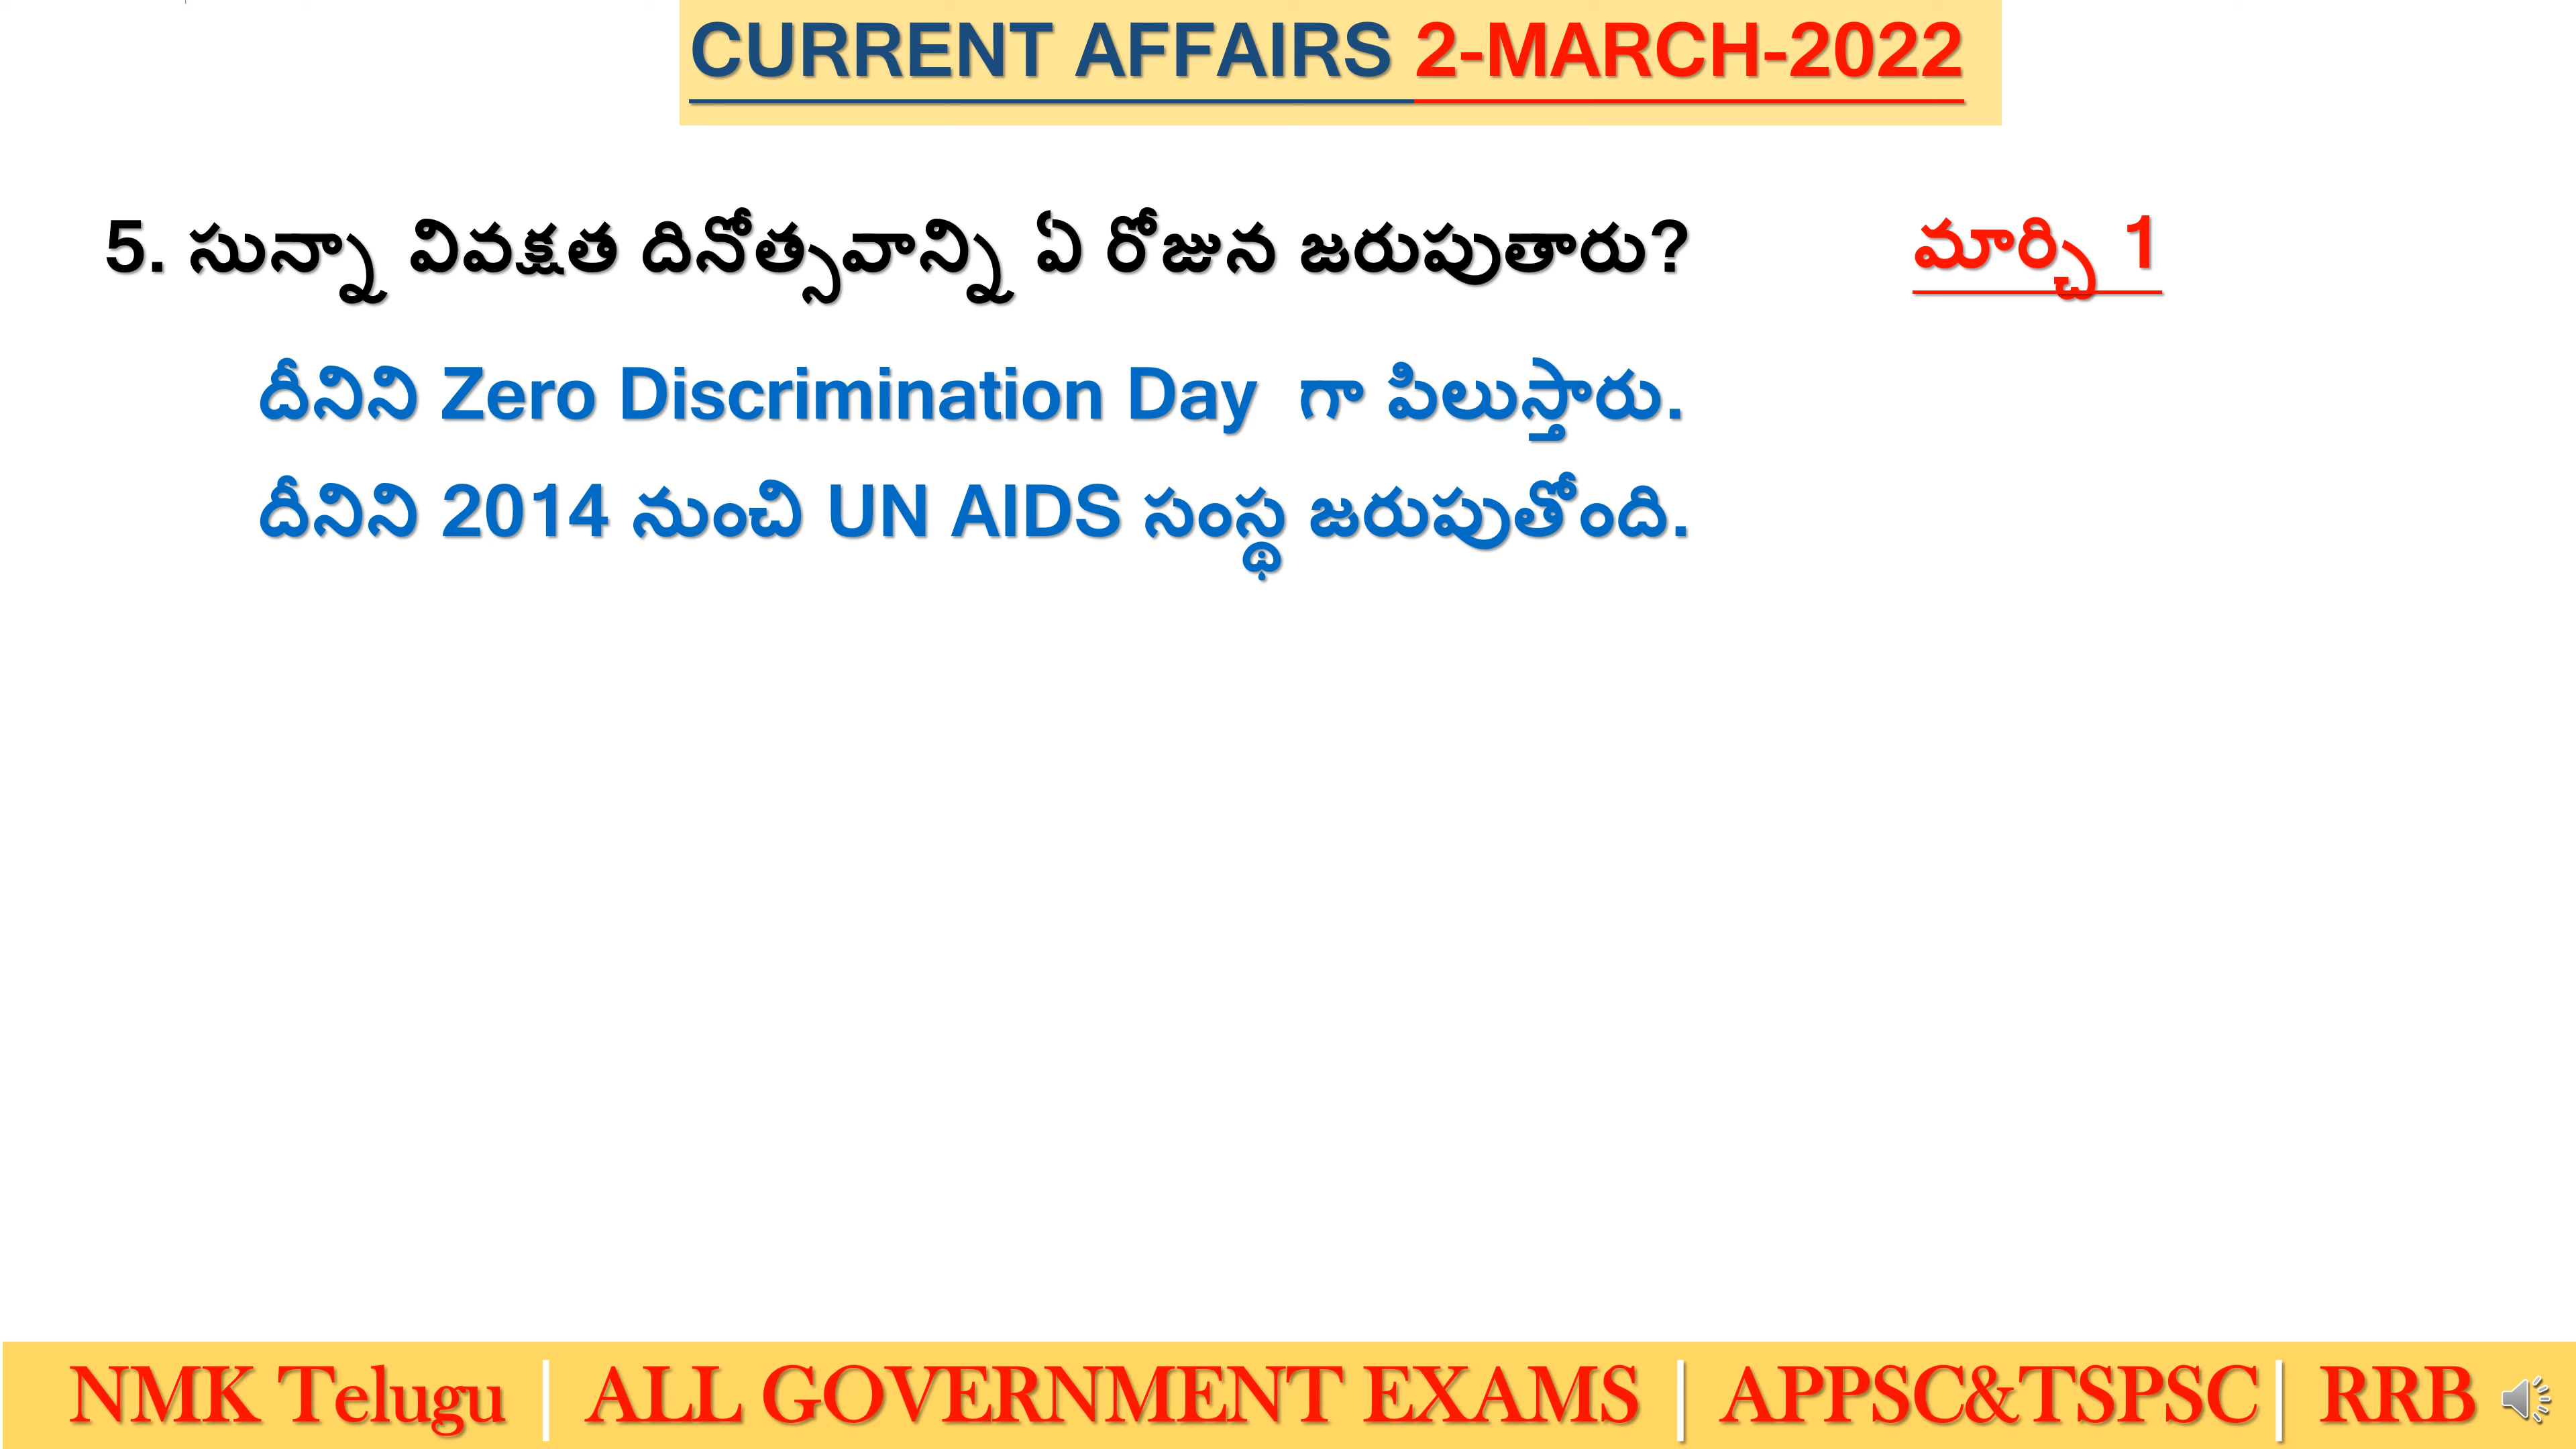 CURRENT AFFAIRS 2-MARCH-2022
5. సున్నా వివక్షత దినోత్సవాన్ని ఏ రోజున జరుపుతారు? మార్చి 1
దీనిని Zero Discrimination Day గా పిలుస్తారు.
దీనిని 2014 నుంచి UN AIDS సంస్థ జరుపుతోంది.
NMK Telugu | ALL GOVERNMENT EXAMS | APPSC&TSPSC| RRB